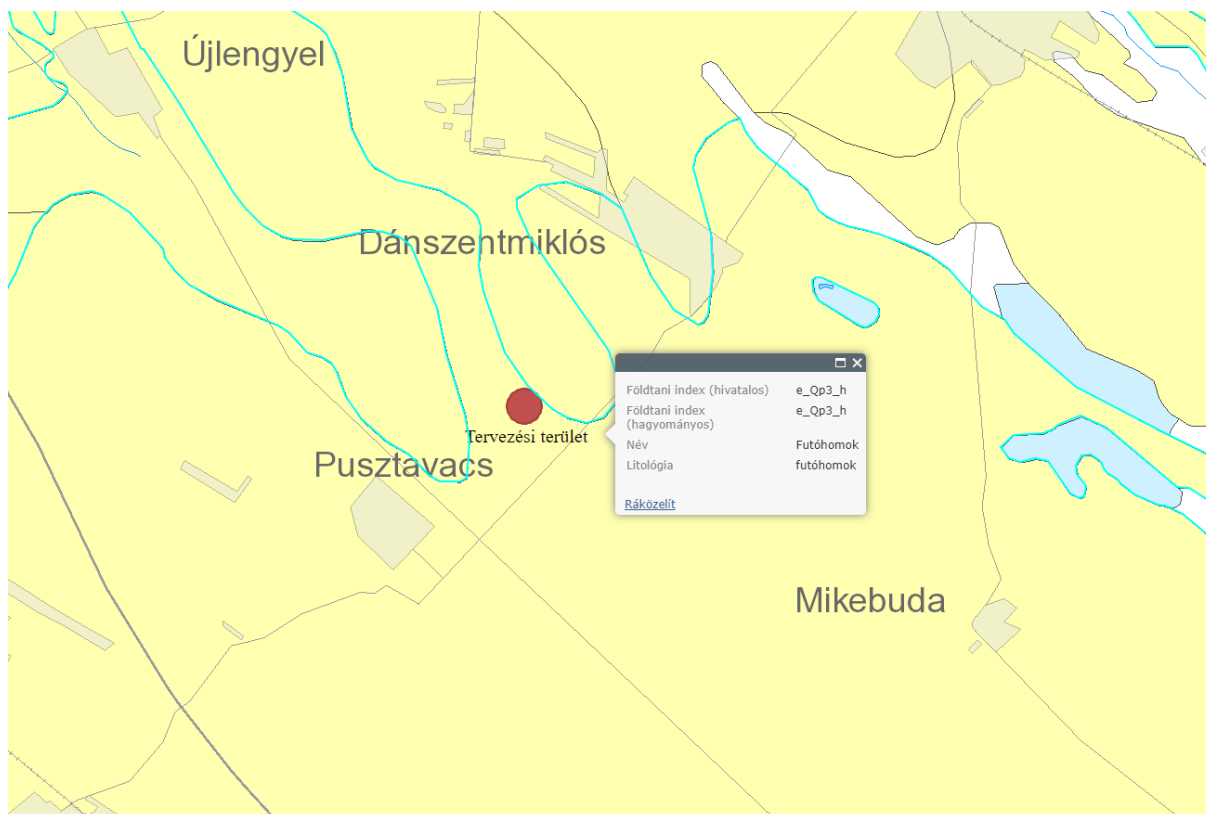 Újlengyel
Dánszentmiklós
Földtani index (hivatalos) e_Qp3_h
Földtani index (hagyományos) e_Qp3_h
Név Futóhomok
Litológia futóhomok
Ráközelít
Tervezési terület
Pusztavacs
Mikebuda